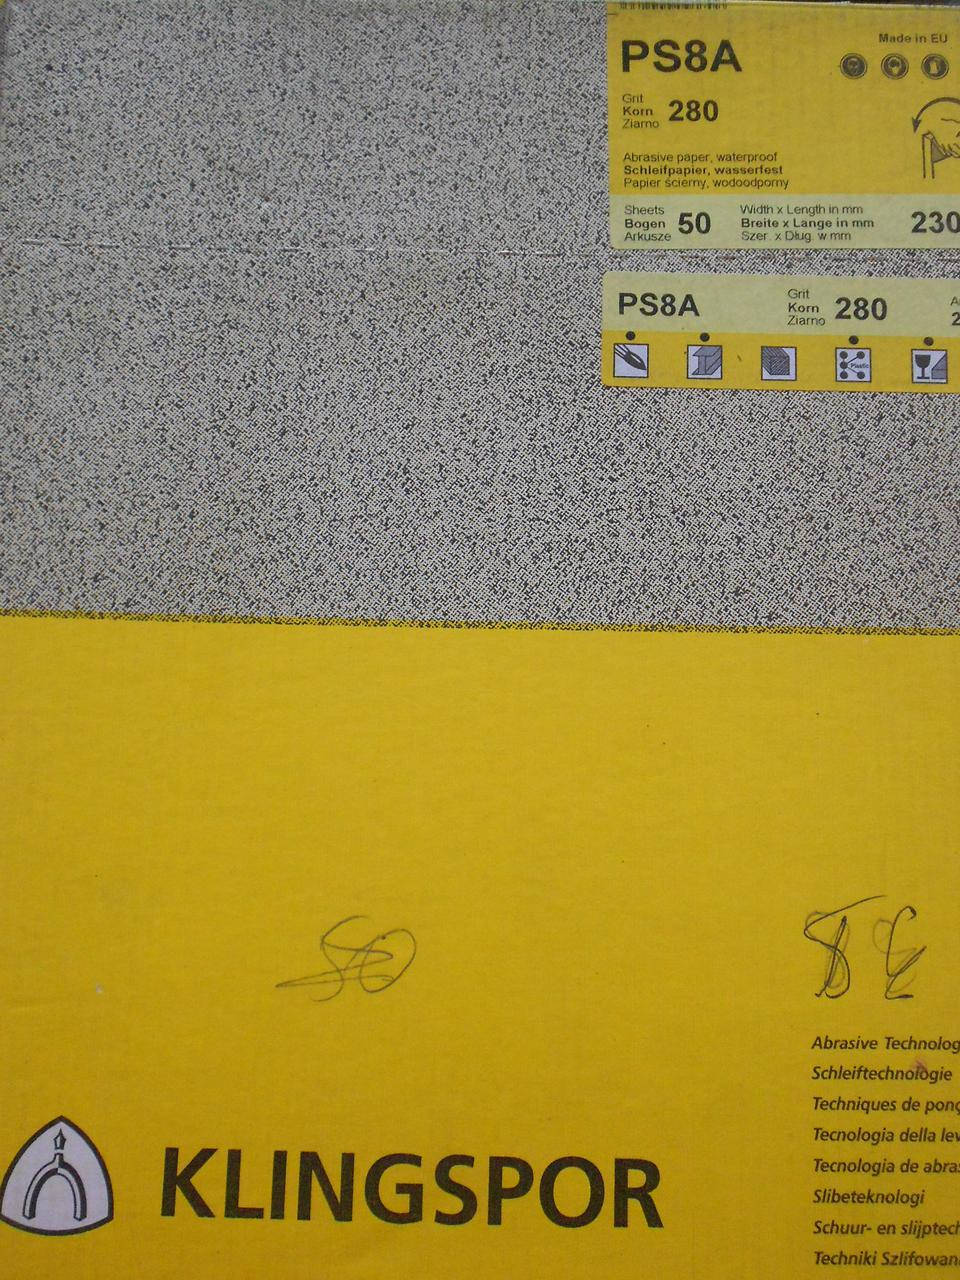 Made in EU
PS8A
Grit
Korn 280
Ziarno
Abrasive paper, waterproof
Schleifpapier, wasserfest
Papier ścierny, wodoodporny
Sheets
Bogen 50
Arkusze
Width x Length in mm
Breite x Lange in mm 230
Szer. x Dług. w mm
PS8A
Grit
Korn 280
Ziarno
Plastic
Abrasive Technolog
Schleiftechnologie
Techniques de ponç
Tecnologia della lev
Tecnologia de abras
Slibeteknologi
Schuur- en slijptech
Techniki Szlifowan
KLINGSPOR